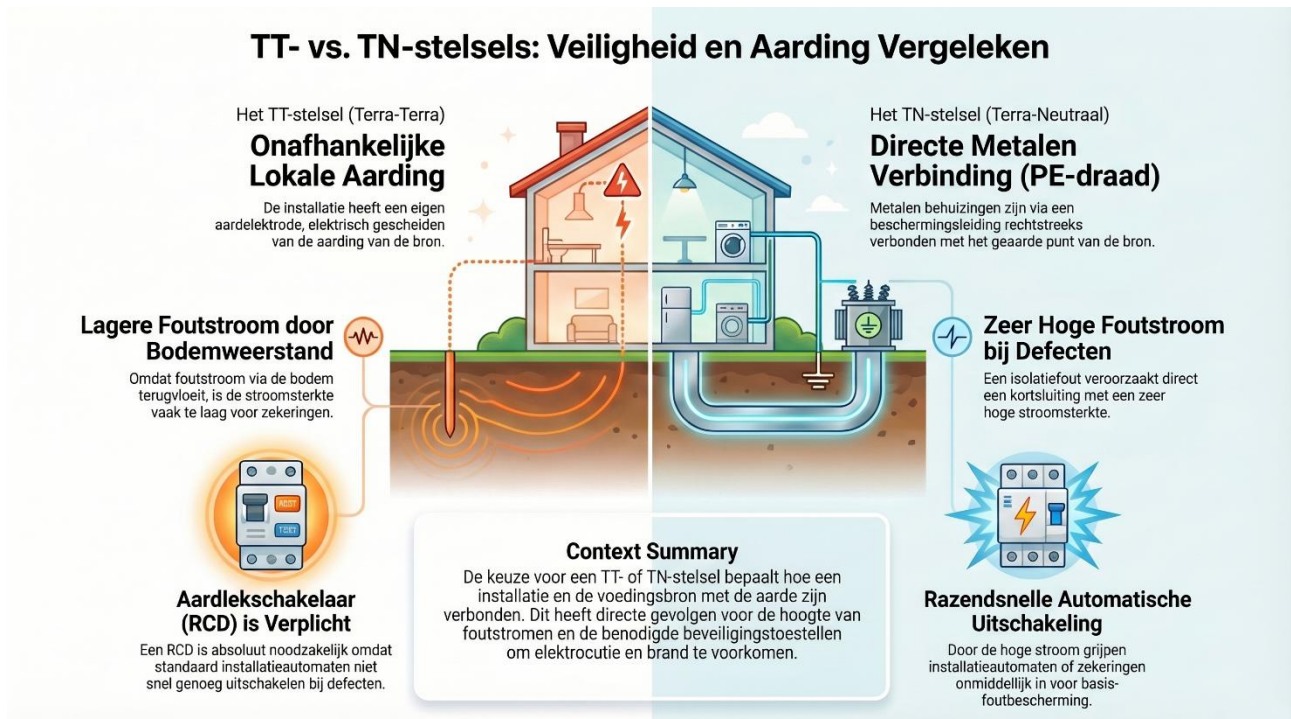 TT- vs. TN-stelsels: Veiligheid en Aarding Vergeleken
Het TT-stelsel (Terra-Terra)
Onafhankelijke
Lokale Aarding
De installatie heeft een eigen
aardelektrode, elektrisch gescheiden
van de aarding van de bron.
Lagere Foutstroom door
Bodemweerstand
Omdat foutstroom via de bodem
terugvloeit, is de stroomsterkte
vaak te laag voor zekeringen.
Aardlekschakelaar
(RCD) is Verplicht
Een RCD is absoluut noodzakelijk omdat
standaard installatieautomaten niet
snel genoeg uitschakelen bij defecten.
Het TN-stelsel (Terra-Neutraal)
Directe Metalen
Verbinding (PE-draad)
Metalen behuizingen zijn via een
beschermingsleiding rechtstreeks
verbonden met het geaarde punt van de bron.
Zeer Hoge Foutstroom
bij Defecten
Een isolatiefout veroorzaakt direct
een kortsluiting met een zeer
hoge stroomsterkte.
Razendsnelle Automatische
Uitschakeling
Door de hoge stroom grijpen
installatieautomaten of zekeringen
onmiddellijk in voor basis-
foutbescherming.
Context Summary
De keuze voor een TT- of TN-stelsel bepaalt hoe een
installatie en de voedingsbron met de aarde zijn
verbonden. Dit heeft directe gevolgen voor de hoogte van
foutstromen en de benodigde beveiligingstoestellen
om elektrocutie en brand te voorkomen.